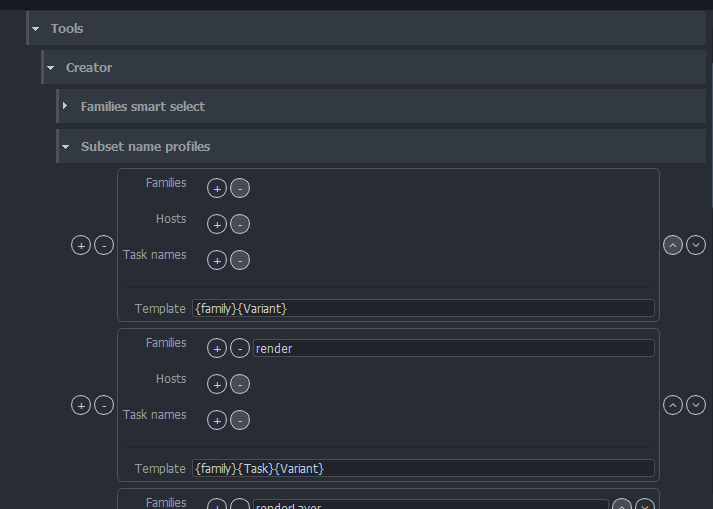 Tools
Creator
Families smart select
Subset name profiles
Families
Hosts
Task names
Template {family}{Variant}
Families render
Hosts
Task names
Template {family}{Task}{Variant}
Families renderLayer